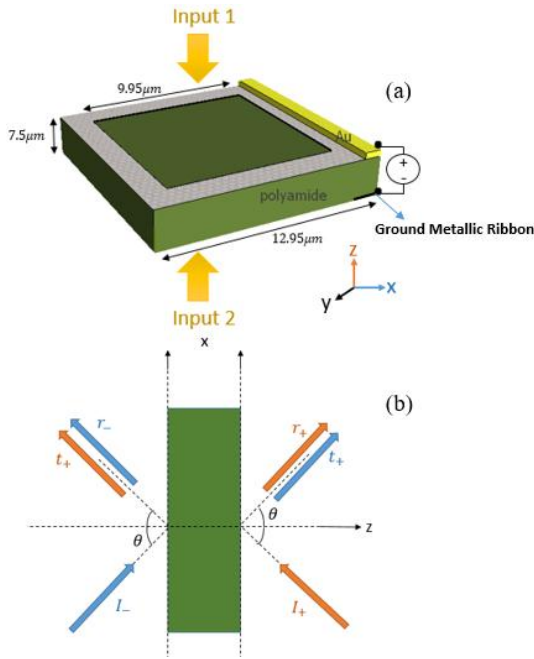 Input 1
(a)
9.95μm
Au
7.5μm
+
-
polyamide
12.95μm
Ground Metallic Ribbon
z
x
y
Input 2
x
(b)
r₋
t₊
r₊
t₊
θ
θ
z
I₋
I₊